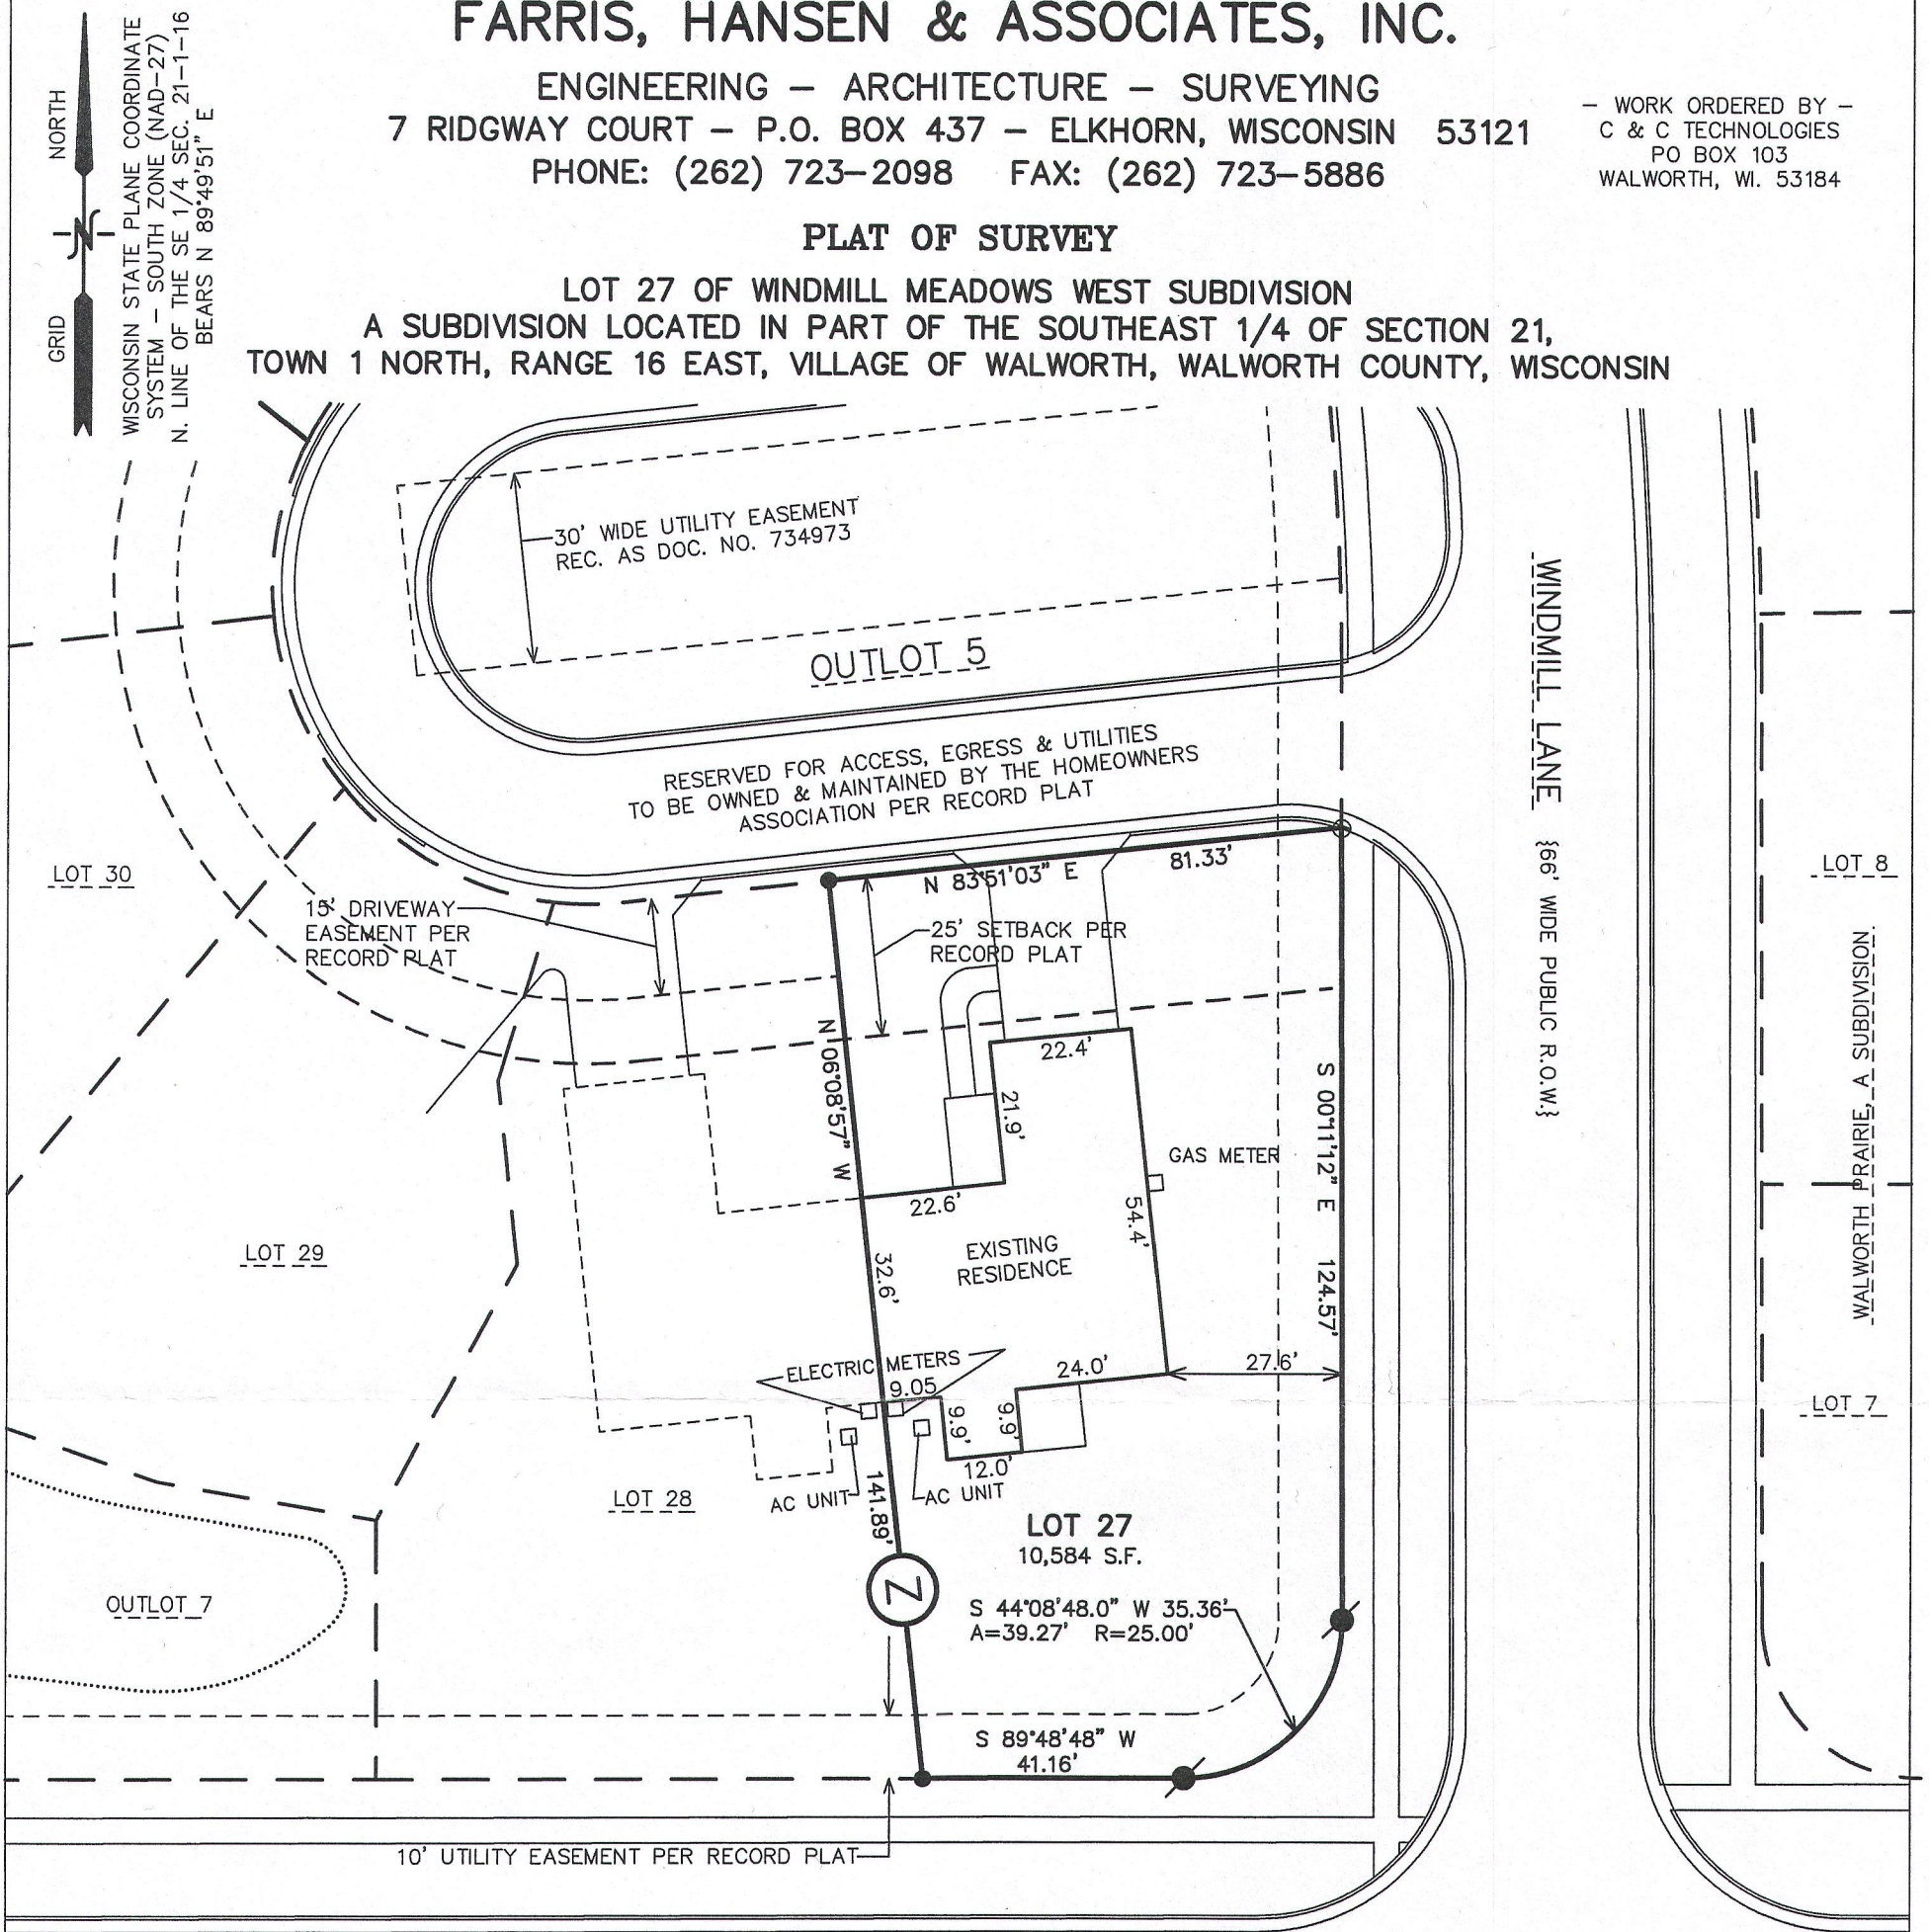 FARRIS, HANSEN & ASSOCIATES, INC.
ENGINEERING – ARCHITECTURE – SURVEYING
7 RIDGWAY COURT – P.O. BOX 437 – ELKHORN, WISCONSIN 53121
PHONE: (262) 723–2098 FAX: (262) 723–5886
– WORK ORDERED BY –
C & C TECHNOLOGIES
PO BOX 103
WALWORTH, WI. 53184
NORTH
N
GRID
WISCONSIN STATE PLANE COORDINATE
SYSTEM – SOUTH ZONE (NAD–27)
N. LINE OF THE SE 1/4 SEC. 21–1–16
BEARS N 89°49'51" E
PLAT OF SURVEY
LOT 27 OF WINDMILL MEADOWS WEST SUBDIVISION
A SUBDIVISION LOCATED IN PART OF THE SOUTHEAST 1/4 OF SECTION 21,
TOWN 1 NORTH, RANGE 16 EAST, VILLAGE OF WALWORTH, WALWORTH COUNTY, WISCONSIN
30' WIDE UTILITY EASEMENT
REC. AS DOC. NO. 734973
OUTLOT 5
RESERVED FOR ACCESS, EGRESS & UTILITIES
TO BE OWNED & MAINTAINED BY THE HOMEOWNERS
ASSOCIATION PER RECORD PLAT
WINDMILL LANE {66' WIDE PUBLIC R.O.W.}
LOT 30
LOT 8
N 83°51'03" E 81.33'
15' DRIVEWAY
EASEMENT PER
RECORD PLAT
25' SETBACK PER
RECORD PLAT
N 06°08'57" W
22.4'
21.9'
S 00°11'12" E 124.57'
GAS METER
WALWORTH PRAIRIE, A SUBDIVISION
22.6'
54.4'
LOT 29
32.6'
EXISTING
RESIDENCE
ELECTRIC METERS
9.05
24.0'
27.6'
LOT 7
9.9'
9.9'
12.0'
LOT 28
AC UNIT
AC UNIT
141.89'
LOT 27
10,584 S.F.
Z
OUTLOT 7
S 44°08'48.0" W 35.36'
A=39.27' R=25.00'
S 89°48'48" W
41.16'
10' UTILITY EASEMENT PER RECORD PLAT